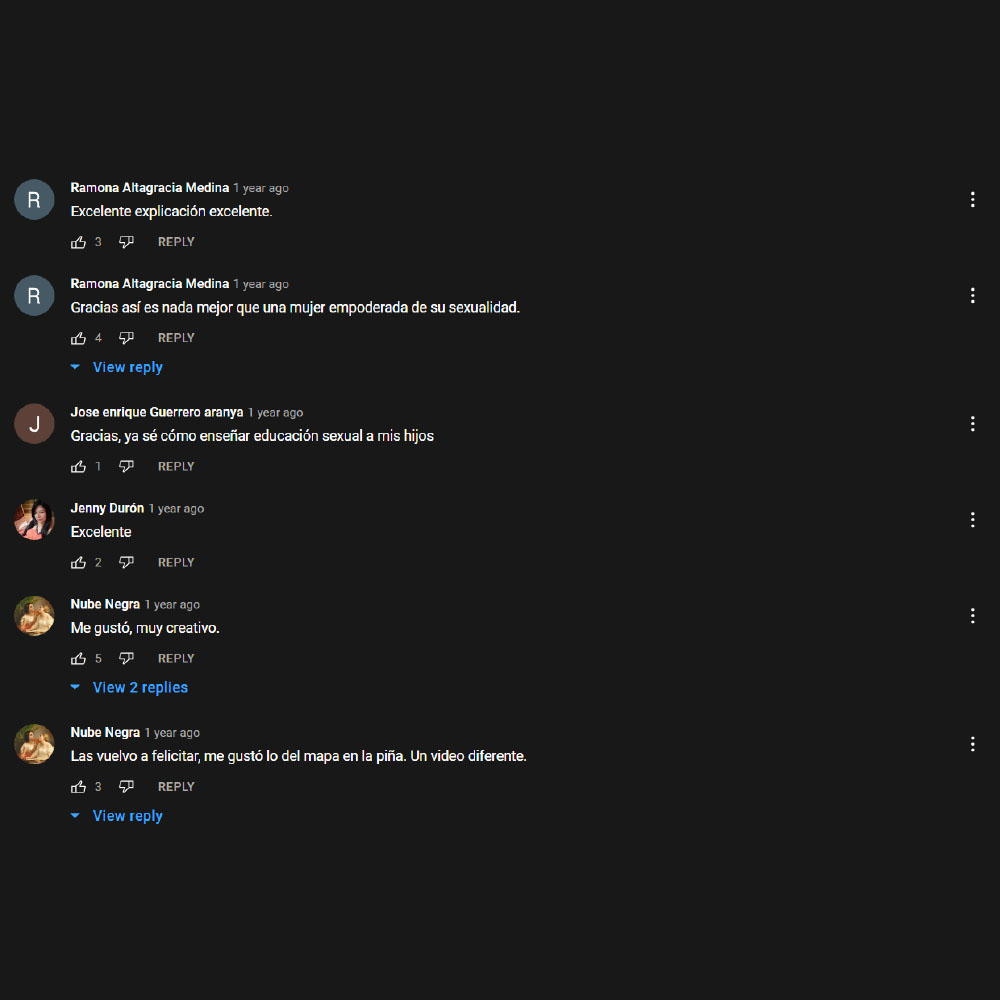 R
Ramona Altagracia Medina 1 year ago
Excelente explicación excelente.
3 REPLY
R
Ramona Altagracia Medina 1 year ago
Gracias así es nada mejor que una mujer empoderada de su sexualidad.
4 REPLY
View reply
J
Jose enrique Guerrero aranya 1 year ago
Gracias, ya sé cómo enseñar educación sexual a mis hijos
1 REPLY
Jenny Durón 1 year ago
Excelente
2 REPLY
Nube Negra 1 year ago
Me gustó, muy creativo.
5 REPLY
View 2 replies
Nube Negra 1 year ago
Las vuelvo a felicitar, me gustó lo del mapa en la piña. Un video diferente.
3 REPLY
View reply